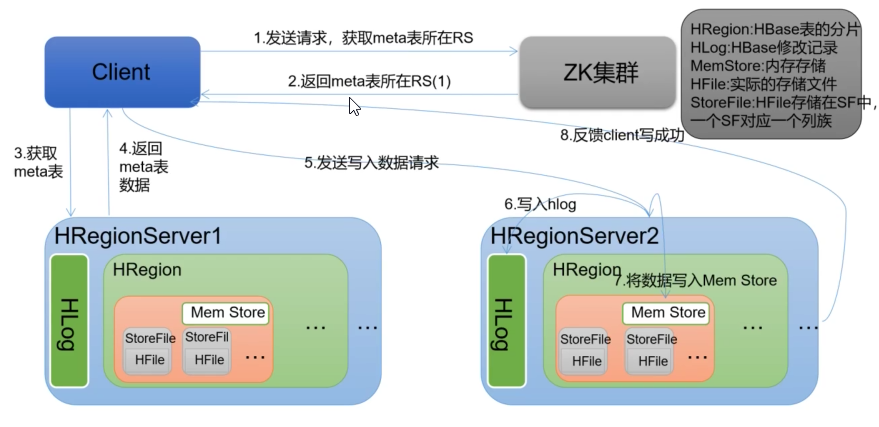 1.发送请求，获取meta表所在RS
Client
ZK集群
2.返回meta表所在RS(1)
HRegion:HBase表的分片
HLog:HBase修改记录
MemStore:内存存储
HFile:实际的存储文件
StoreFile:HFile存储在SF中，
一个SF对应一个列族
3.获取
meta表
4.返回
meta表
数据
5.发送写入数据请求
8.反馈client写成功
6.写入hlog
HRegionServer1
HRegion
HLog
Mem Store
StoreFile
HFile
StoreFil
HFile
...
...
...
HRegionServer2
HRegion
7.将数据写入Mem Store
HLog
Mem Store
StoreFile
HFile
StoreFile
HFile
...
...
...